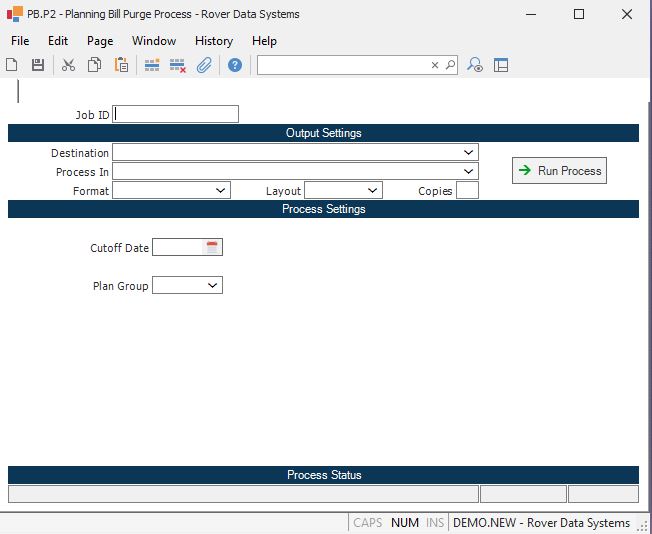 PB.P2 - Planning Bill Purge Process - Rover Data Systems
File Edit Page Window History Help
Job ID
Output Settings
Destination
Process In
Run Process
Format Layout Copies
Process Settings
Cutoff Date
Plan Group
Process Status
CAPS NUM INS DEMO.NEW - Rover Data Systems